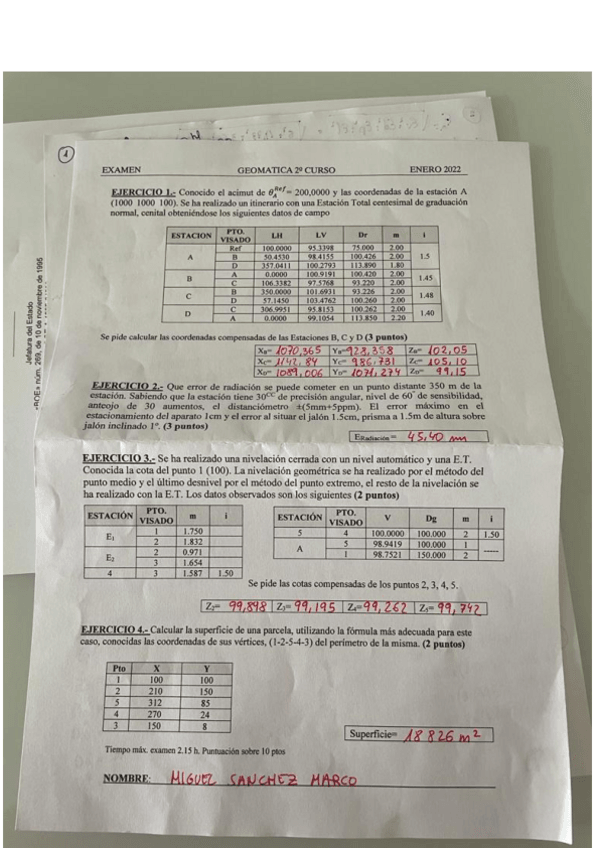 1
EXAMEN GEOMATICA 2º CURSO ENERO 2022
EJERCICIO 1.- Conocido el acimut de θ_A^Ref = 200,0000 y las coordenadas de la estación A
(1000 1000 100). Se ha realizado un itinerario con una Estación Total centesimal de graduación
normal, cenital obteniéndose los siguientes datos de campo
ESTACION PTO. VISADO LH LV Dr m i
A Ref 100.0000 95.3398 75.000 2.00 1.5
B 50.4530 98.4155 100.426 2.00
D 357.0411 100.2793 113.890 1.80
B A 0.0000 100.9191 100.420 2.00 1.45
C 106.3382 97.5768 93.220 2.00
C B 350.0000 101.6931 93.226 2.00 1.48
D 57.1450 103.4762 100.260 2.00
D C 306.9951 95.8153 100.262 2.00 1.40
A 0.0000 99.1054 113.850 2.20
Se pide calcular las coordenadas compensadas de las Estaciones B, C y D (3 puntos)
XB= 1070,365 YB= 928,358 ZB= 102,05
XC= 1142,84 YC= 986,731 ZC= 105,10
XD= 1089,006 YD= 1071,274 ZD= 99,15
EJERCICIO 2.- Que error de radiación se puede cometer en un punto distante 350 m de la
estación. Sabiendo que la estación tiene 30CC de precisión angular, nivel de 60" de sensibilidad,
anteojo de 30 aumentos, el distanciómetro ±(5mm+5ppm). El error máximo en el
estacionamiento del aparato 1cm y el error al situar el jalón 1.5cm, prisma a 1.5m de altura sobre
jalón inclinado 1º. (3 puntos)
ERadiación = 45,40 mm
EJERCICIO 3.- Se ha realizado una nivelación cerrada con un nivel automático y una E.T.
Conocida la cota del punto 1 (100). La nivelación geométrica se ha realizado por el método del
punto medio y el último desnivel por el método del punto extremo, el resto de la nivelación se
ha realizado con la E.T. Los datos observados son los siguientes (2 puntos)
ESTACIÓN PTO. VISADO m i
E1 1 1.750
2 1.832
E2 2 0.971
3 1.654
4 3 1.587 1.50
ESTACIÓN PTO. VISADO V Dg m i
5 4 100.0000 100.000 2 1.50
A 5 98.9419 100.000 1 -----
1 98.7521 150.000 2
Se pide las cotas compensadas de los puntos 2, 3, 4, 5.
Z2= 99,898 Z3= 99,195 Z4= 99,262 Z5= 99,742
EJERCICIO 4.- Calcular la superficie de una parcela, utilizando la fórmula más adecuada para este
caso, conocidas las coordenadas de sus vértices, (1-2-5-4-3) del perímetro de la misma. (2 puntos)
Pto X Y
1 100 100
2 210 150
5 312 85
4 270 24
3 150 8
Superficie= 18826 m²
Tiempo máx. examen 2.15 h. Puntuación sobre 10 ptos
NOMBRE: MIGUEL SANCHEZ MARCO
Jefatura del Estado
«BOE» núm. 269, de 10 de noviembre de 1995